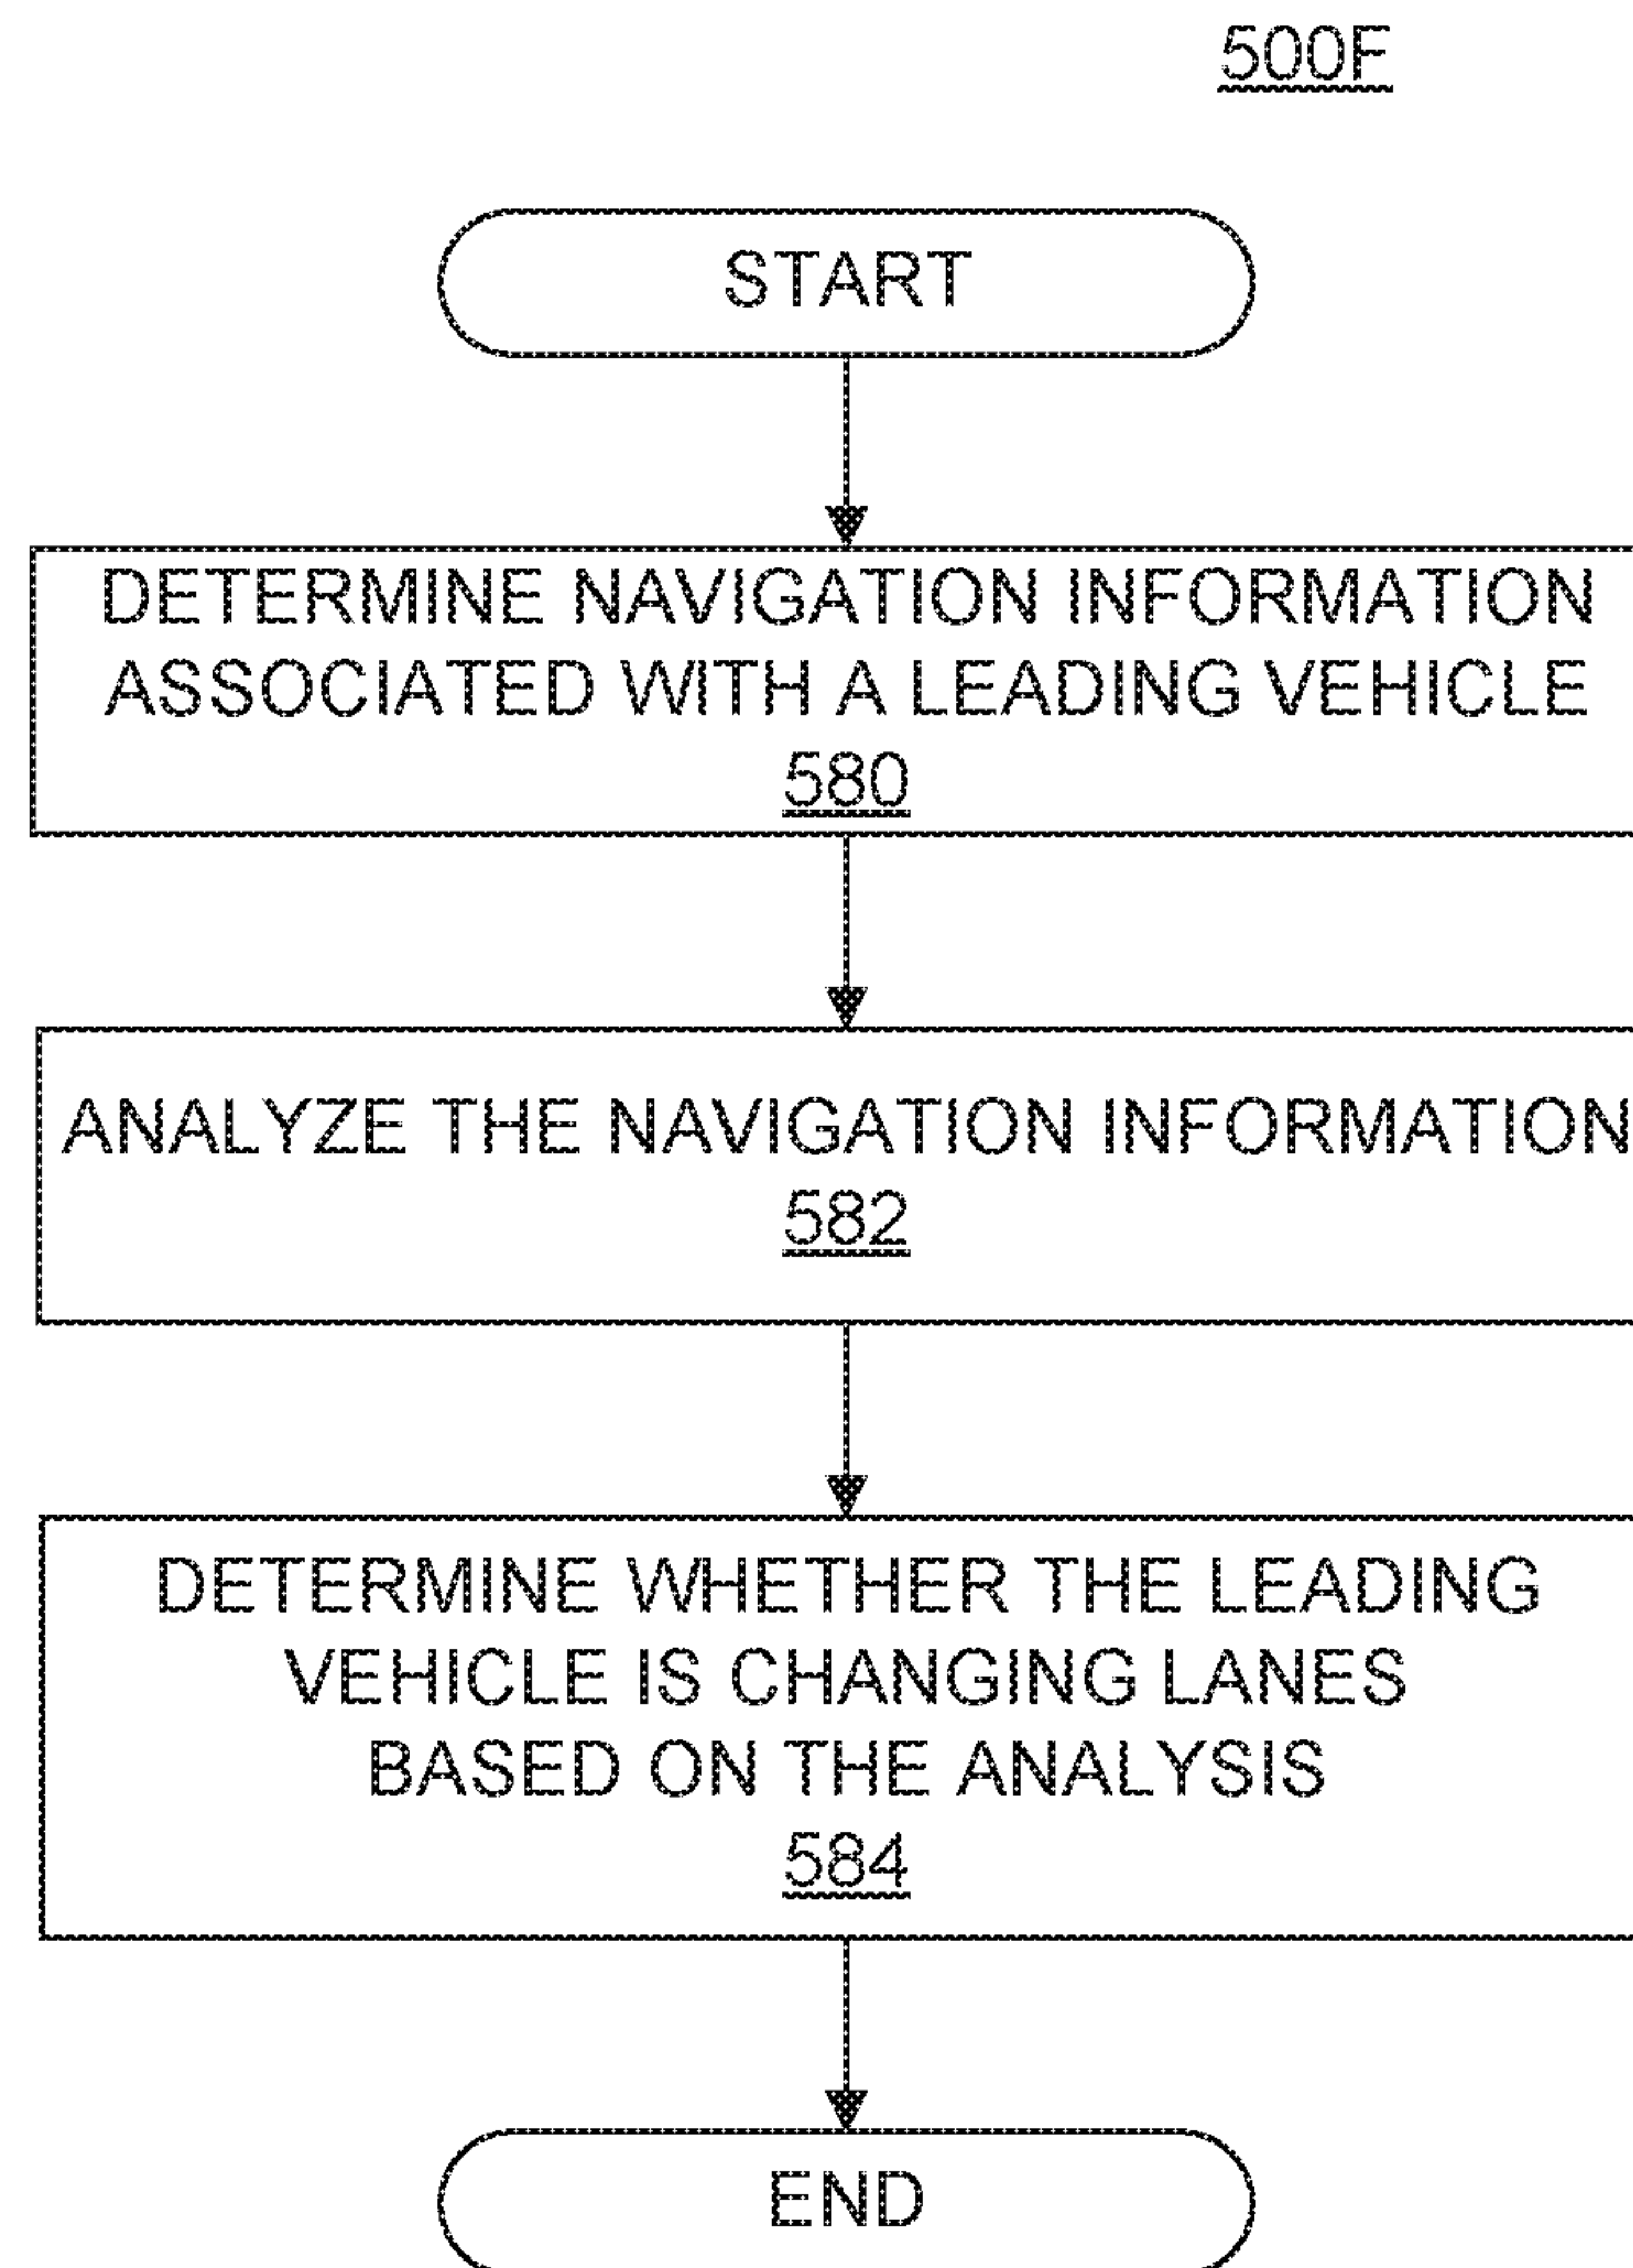 500F
START
DETERMINE NAVIGATION INFORMATION
ASSOCIATED WITH A LEADING VEHICLE
580
ANALYZE THE NAVIGATION INFORMATION
582
DETERMINE WHETHER THE LEADING
VEHICLE IS CHANGING LANES
BASED ON THE ANALYSIS
584
END